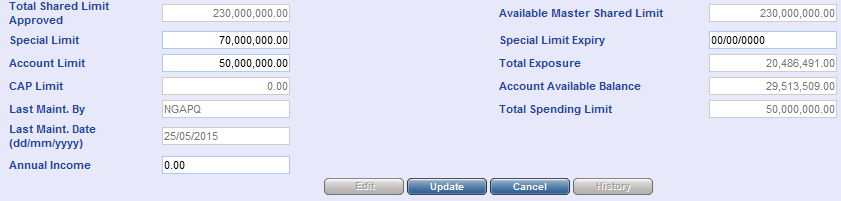 Total Shared Limit Approved 230,000,000.00 Available Master Shared Limit 230,000,000.00
Special Limit 70,000,000.00 Special Limit Expiry 00/00/0000
Account Limit 50,000,000.00 Total Exposure 20,486,491.00
CAP Limit 0.00 Account Available Balance 29,513,509.00
Last Maint. By NGAPQ Total Spending Limit 50,000,000.00
Last Maint. Date (dd/mm/yyyy) 25/05/2015
Annual Income 0.00
Edit Update Cancel History